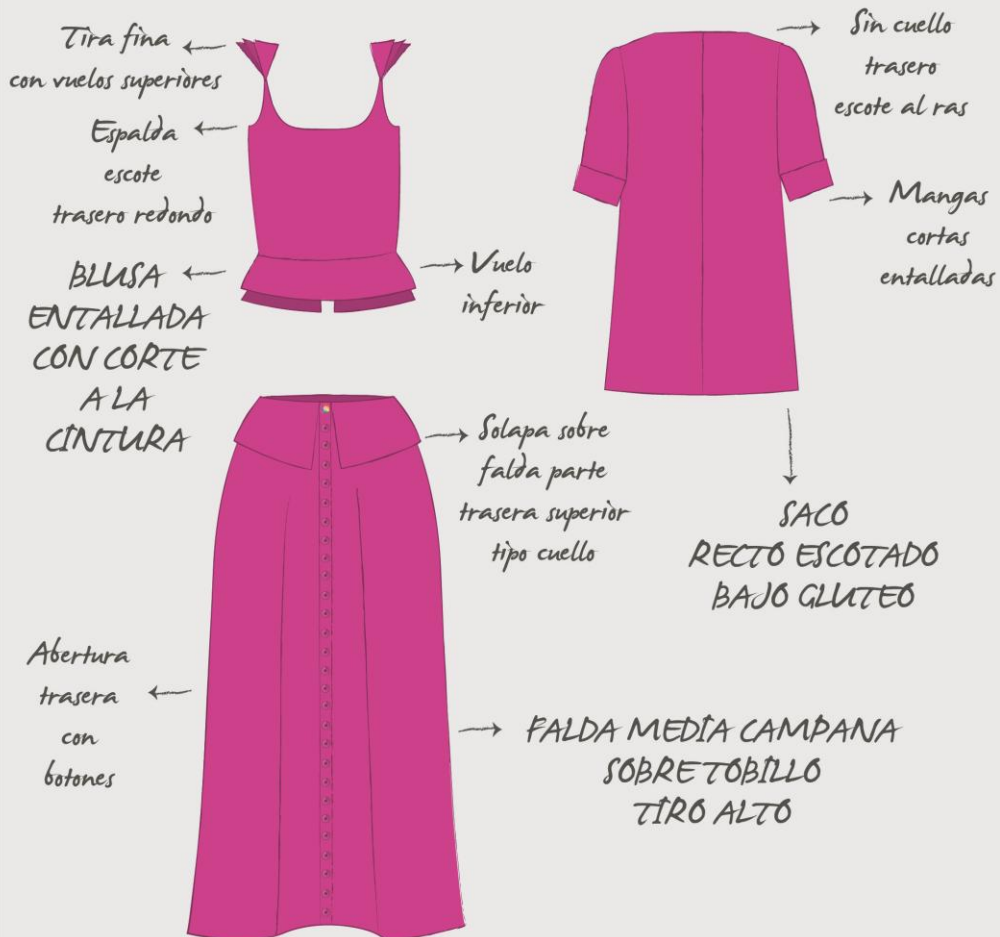 Tira fina
con vuelos superiores
Espalda
escote
trasero redondo
BLUSA
ENTALLADA
CON CORTE
A LA
CINTURA
Vuelo
inferior
Sin cuello
trasero
escote al ras
Mangas
cortas
entalladas
SACO
RECTO ESCOTADO
BAJO GLUTEO
Solapa sobre
falda parte
trasera superior
tipo cuello
Abertura
trasera
con
botones
FALDA MEDIA CAMPANA
SOBRETOBILLO
TIRO ALTO